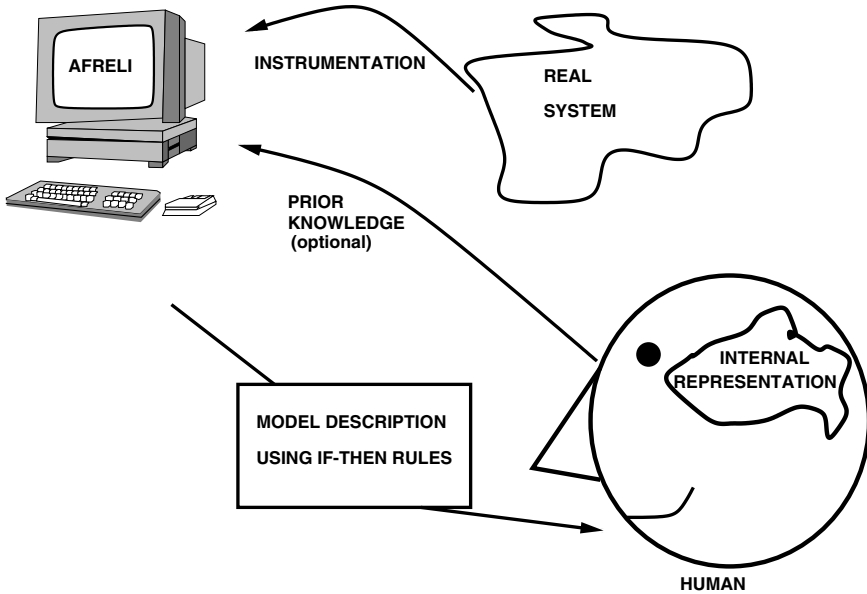 AFRELI
INSTRUMENTATION
REAL
SYSTEM
PRIOR
KNOWLEDGE
(optional)
INTERNAL
REPRESENTATION
MODEL DESCRIPTION
USING IF-THEN RULES
HUMAN